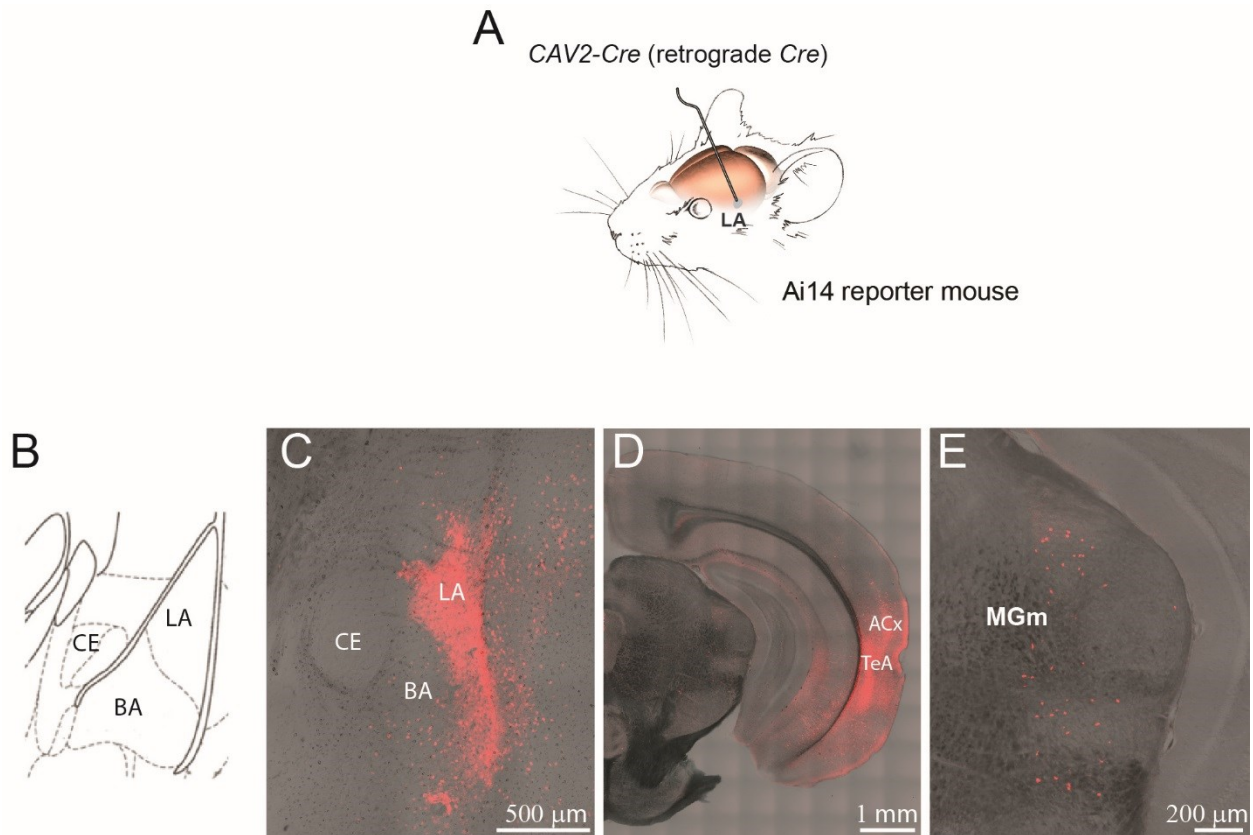 A
CAV2-Cre (retrograde Cre)
LA
Ai14 reporter mouse
B
CE
LA
BA
C
LA
CE
BA
500 µm
D
ACx
TeA
1 mm
E
MGm
200 µm